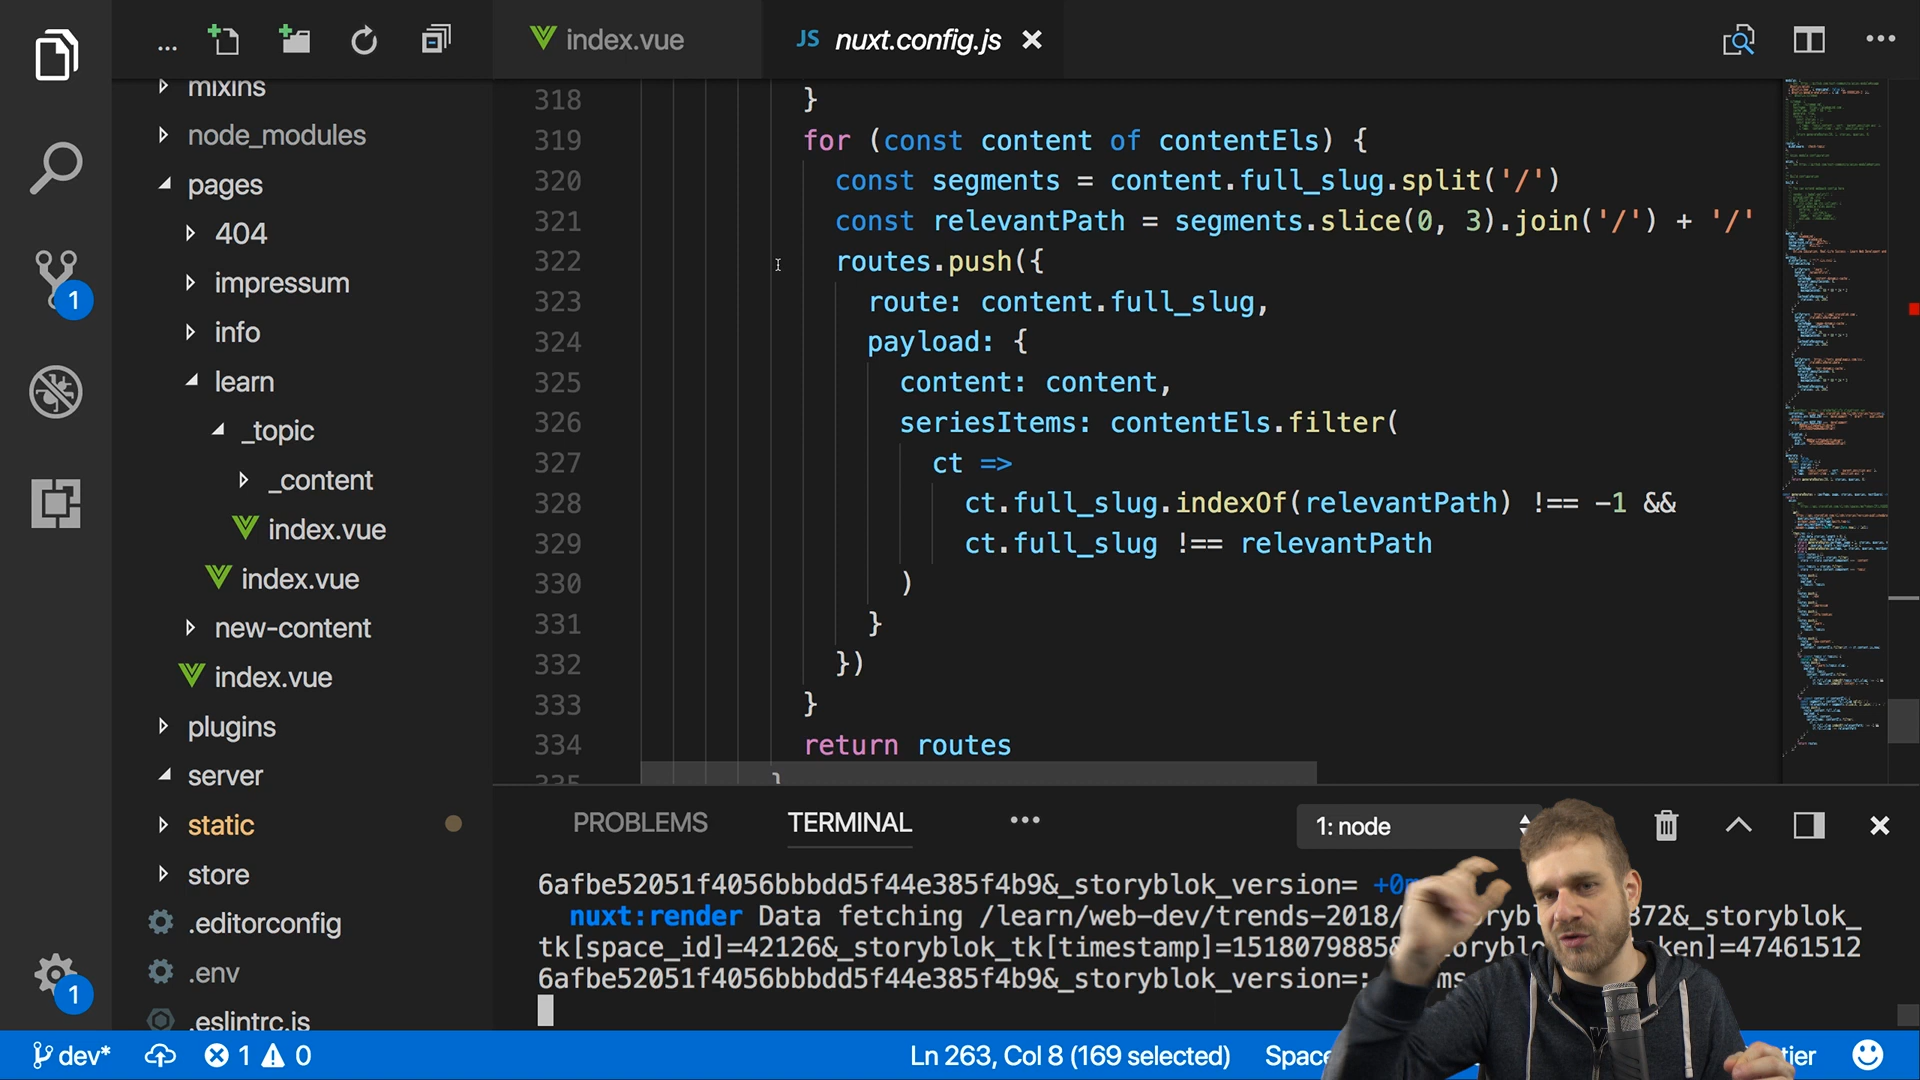 ...
index.vue
JS nuxt.config.js
mixins
node_modules
pages
404
impressum
info
learn
_topic
_content
index.vue
index.vue
new-content
index.vue
plugins
server
static
store
.editorconfig
.env
.eslintrc.js
1
1
318 }
319 for (const content of contentEls) {
320 const segments = content.full_slug.split('/')
321 const relevantPath = segments.slice(0, 3).join('/') + '/'
322 routes.push({
323 route: content.full_slug,
324 payload: {
325 content: content,
326 seriesItems: contentEls.filter(
327 ct =>
328 ct.full_slug.indexOf(relevantPath) !== -1 &&
329 ct.full_slug !== relevantPath
330 )
331 }
332 })
333 }
334 return routes
335 }
PROBLEMS TERMINAL ... 1: node
6afbe52051f4056bbbdd5f44e385f4b9&_storyblok_version= +0m
nuxt:render Data fetching /learn/web-dev/trends-2018/ 372&_storyblok_
tk[space_id]=42126&_storyblok_tk[timestamp]=1518079885& ken]=47461512
6afbe52051f4056bbbdd5f44e385f4b9&_storyblok_version=: ms
dev* 1 0 Ln 263, Col 8 (169 selected)